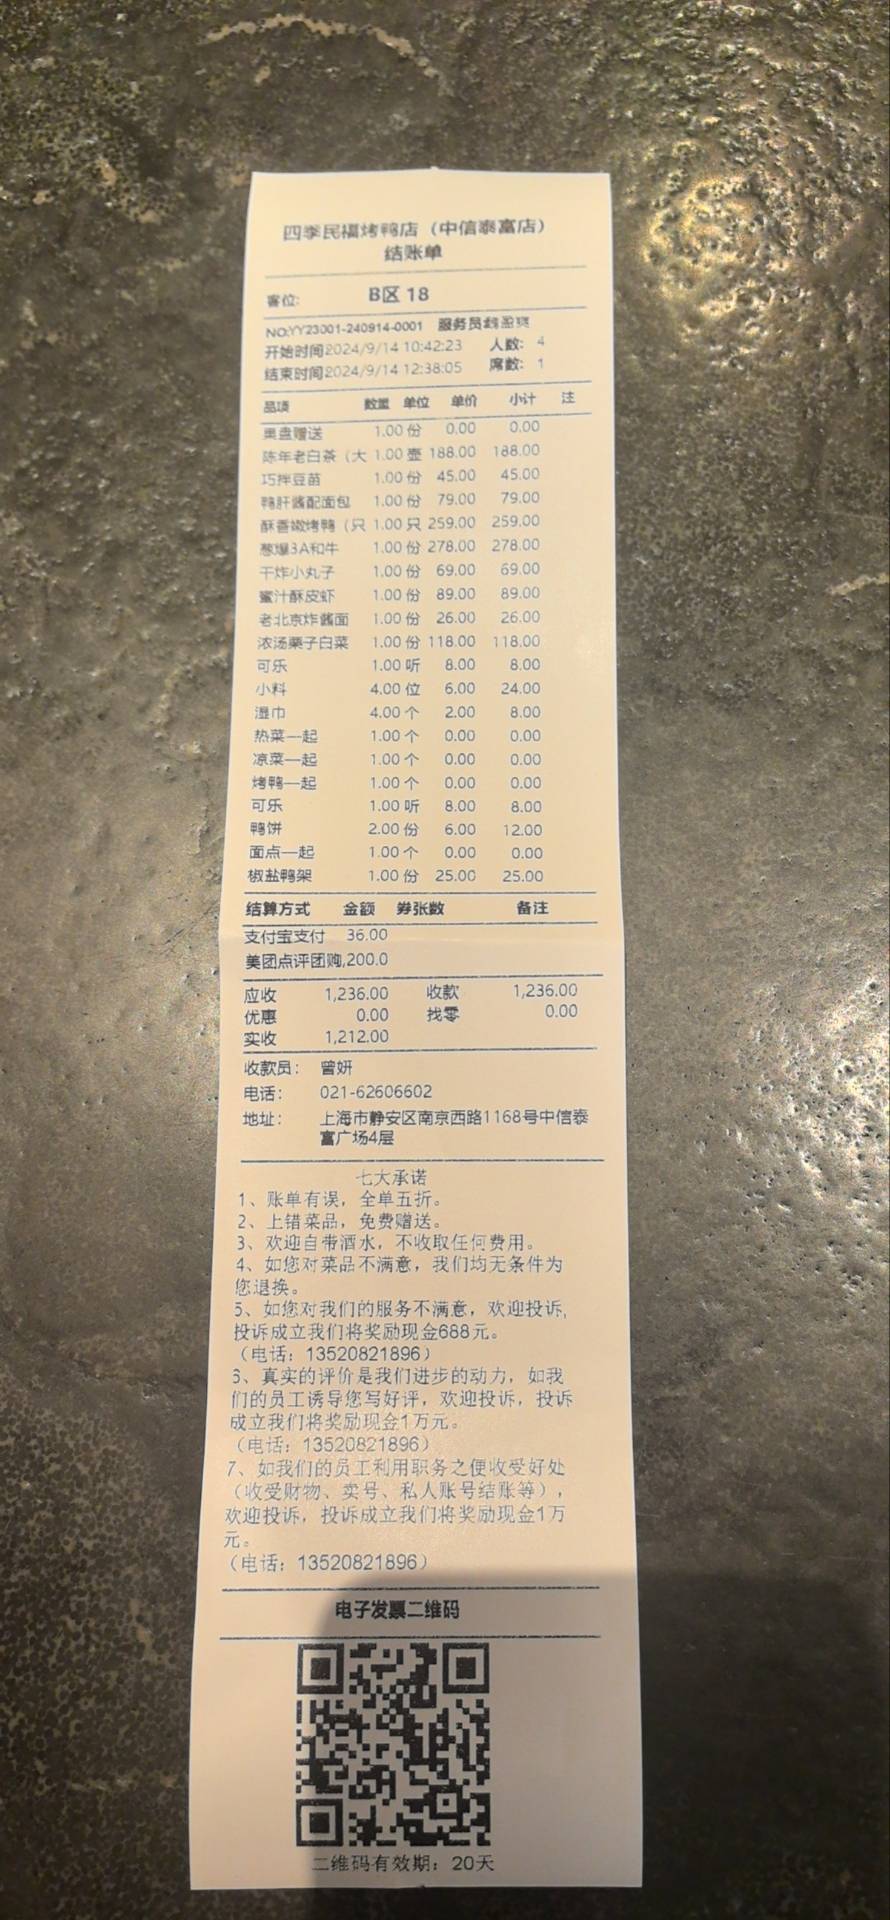 四季民福烤鸭店（中信泰富店）
结账单
客位: B区 18
NO:YY23001-240914-0001 服务员:魏盈爽
开始时间2024/9/14 10:42:23 人数: 4
结束时间2024/9/14 12:38:05 席数: 1
品项 数量 单位 单价 小计 注
果盘赠送 1.00 份 0.00 0.00
陈年老白茶（大 1.00 壶 188.00 188.00
巧拌豆苗 1.00 份 45.00 45.00
鸭肝酱配面包 1.00 份 79.00 79.00
酥香嫩烤鸭（只 1.00 只 259.00 259.00
葱爆3A和牛 1.00 份 278.00 278.00
干炸小丸子 1.00 份 69.00 69.00
蜜汁酥皮虾 1.00 份 89.00 89.00
老北京炸酱面 1.00 份 26.00 26.00
浓汤栗子白菜 1.00 份 118.00 118.00
可乐 1.00 听 8.00 8.00
小料 4.00 位 6.00 24.00
湿巾 4.00 个 2.00 8.00
热菜一起 1.00 个 0.00 0.00
凉菜一起 1.00 个 0.00 0.00
烤鸭一起 1.00 个 0.00 0.00
可乐 1.00 听 8.00 8.00
鸭饼 2.00 份 6.00 12.00
面点一起 1.00 个 0.00 0.00
椒盐鸭架 1.00 份 25.00 25.00
结算方式 金额 券张数 备注
支付宝支付 36.00
美团点评团购,200.0
应收 1,236.00 收款 1,236.00
优惠 0.00 找零 0.00
实收 1,212.00
收款员: 曾妍
电话: 021-62606602
地址: 上海市静安区南京西路1168号中信泰
富广场4层
七大承诺
1、账单有误，全单五折。
2、上错菜品，免费赠送。
3、欢迎自带酒水，不收取任何费用。
4、如您对菜品不满意，我们均无条件为
您退换。
5、如您对我们的服务不满意，欢迎投诉,
投诉成立我们将奖励现金688元。
（电话：13520821896）
3、真实的评价是我们进步的动力，如我
们的员工诱导您写好评，欢迎投诉，投诉
成立我们将奖励现金1万元。
（电话：13520821896）
7、如我们的员工利用职务之便收受好处
（收受财物、卖号、私人账号结账等），
欢迎投诉，投诉成立我们将奖励现金1万
元。
（电话：13520821896）
电子发票二维码
二维码有效期：20天